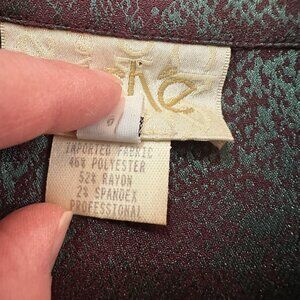 IMPORTED FABRIC
46% POLYESTER
52% RAYON
2% SPANDEX
PROFESSIONAL